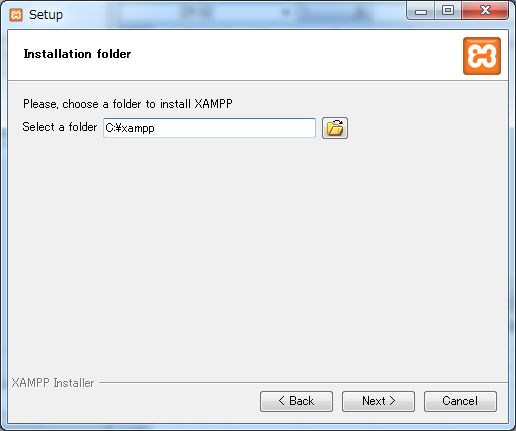 Setup
Installation folder
Please, choose a folder to install XAMPP
Select a folder C:¥xampp
XAMPP Installer
< Back Next > Cancel